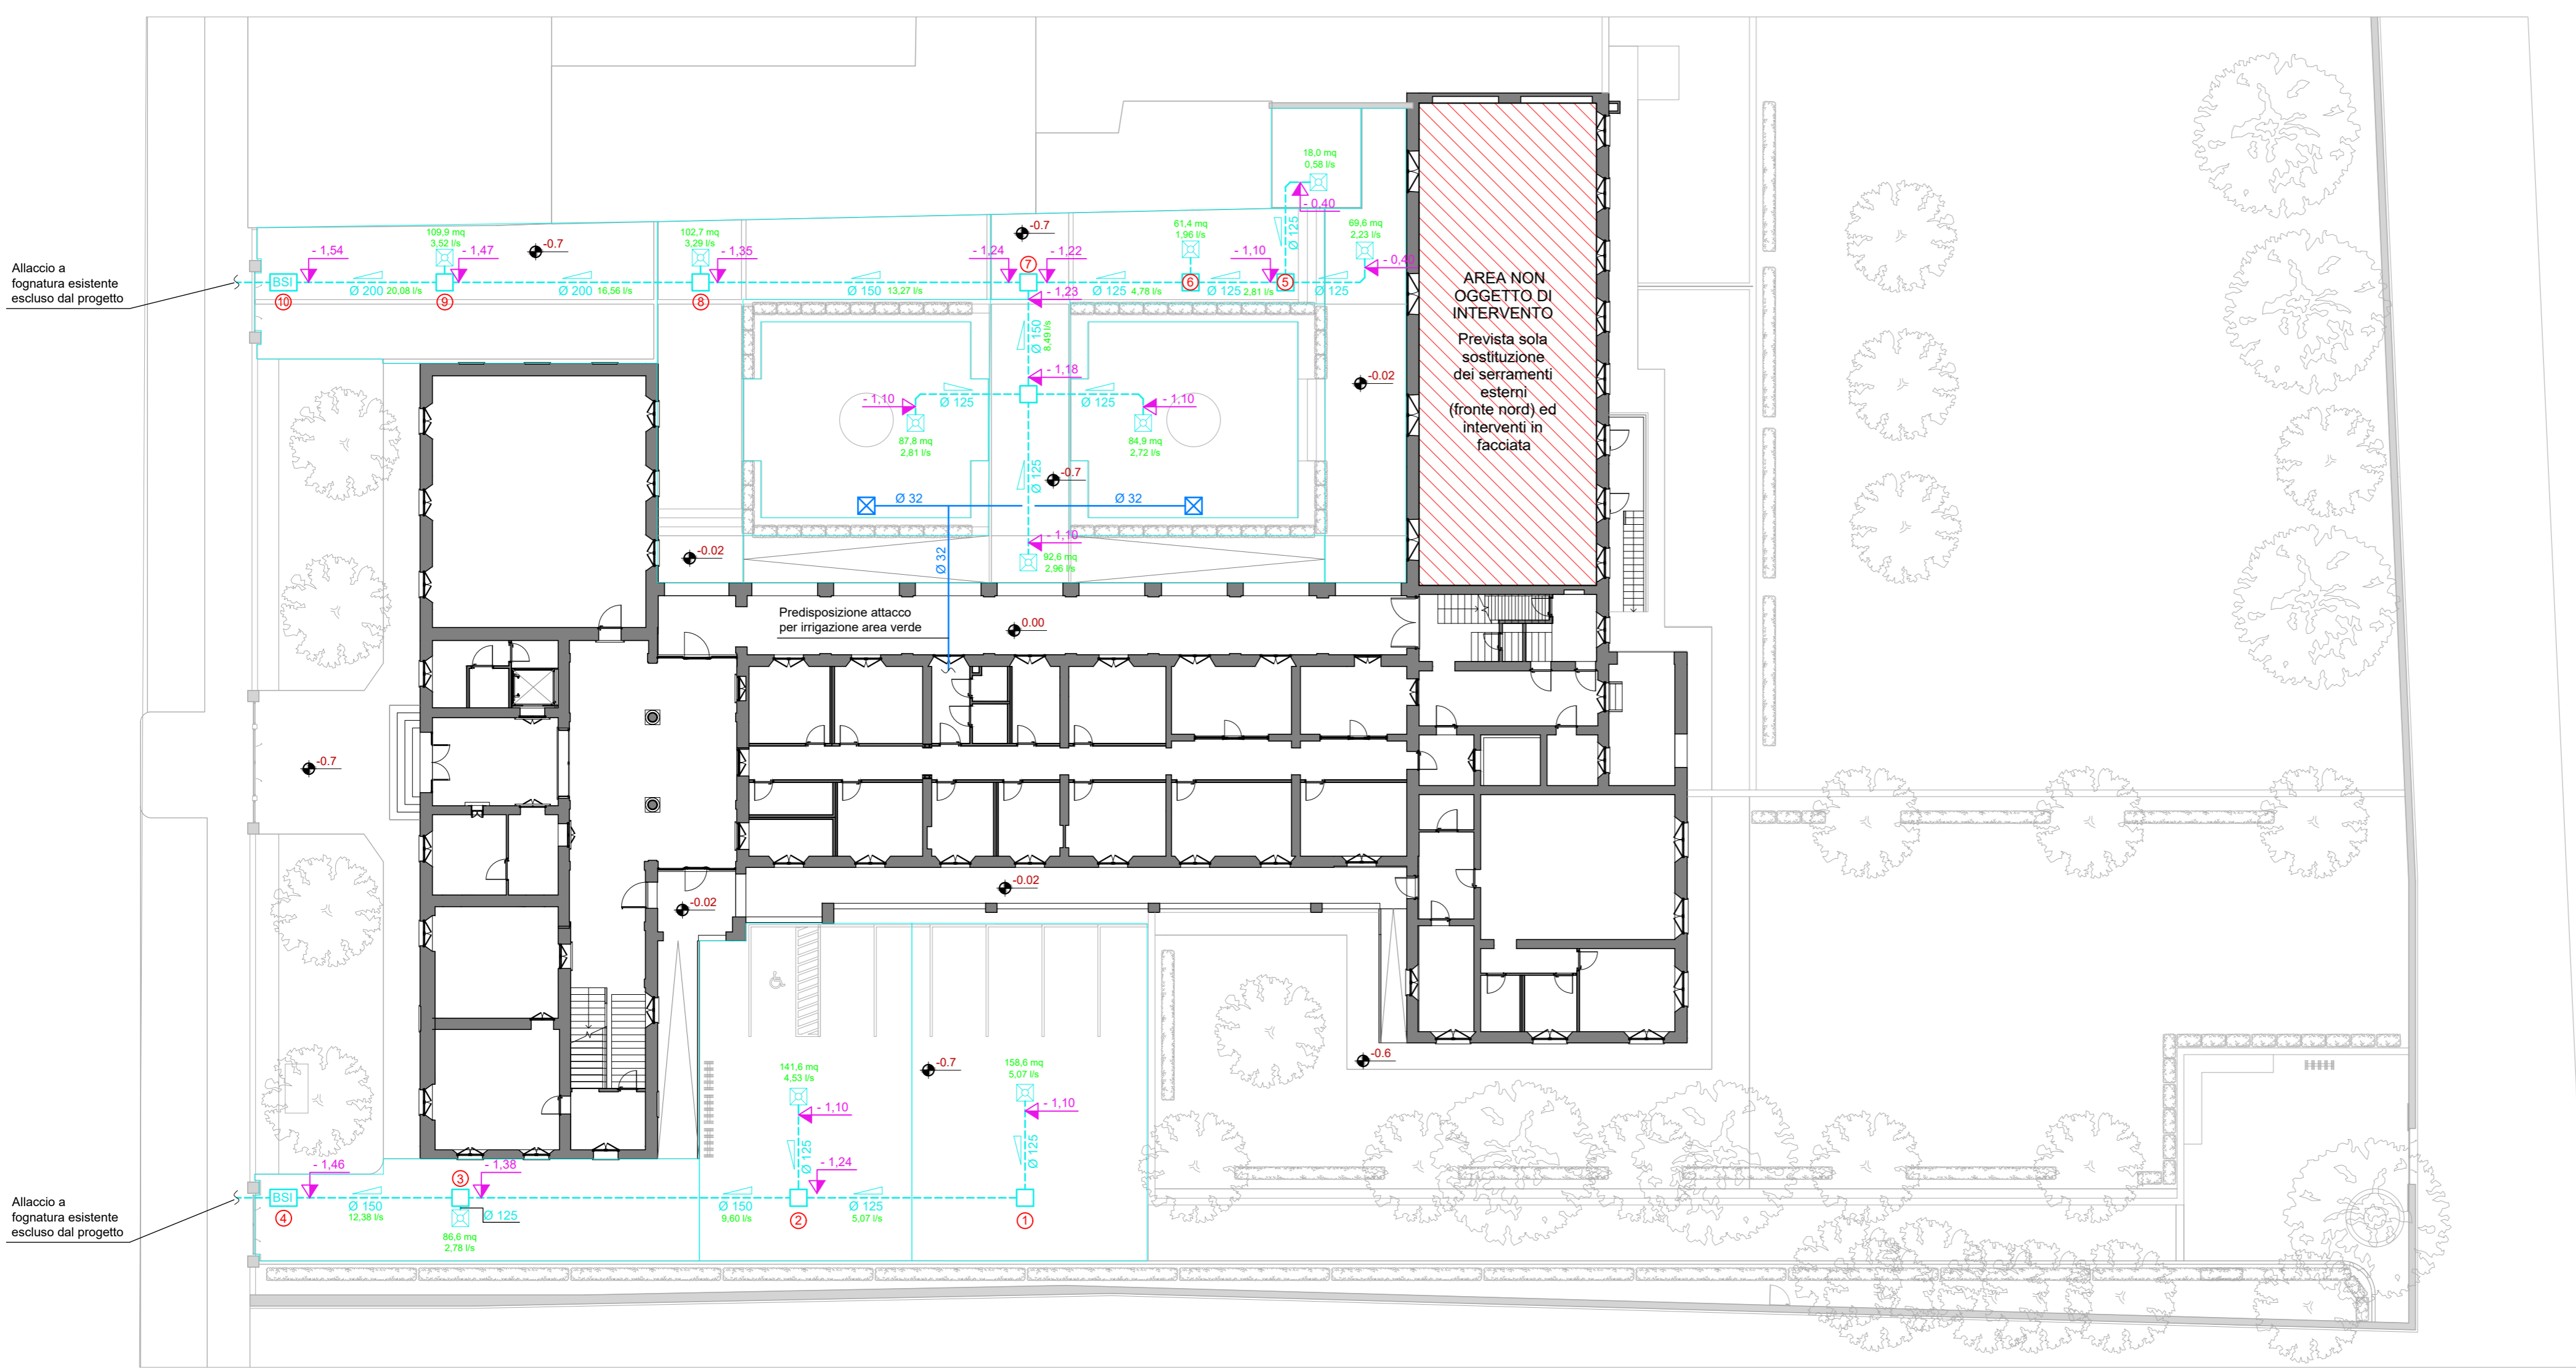 18,0 mq
0,58 l/s
- 0,40
Ø 125
109,9 mq
3,52 l/s
102,7 mq
3,29 l/s
61,4 mq
1,96 l/s
89,6 mq
2,23 l/s
-0.7
-0.7
- 1,54
- 1,47
- 1,35
- 1,24
- 1,22
- 1,10
- 0,40
Allaccio a
fognatura esistente
escluso dal progetto
BSI
10
Ø 200 20,08 l/s
9
Ø 200 16,56 l/s
8
Ø 150 13,27 l/s
7
Ø 125 4,78 l/s
6
Ø 125 2,81 l/s
5
Ø 125
- 1,23
Ø 150
8,49 l/s
- 1,18
AREA NON
OGGETTO DI
INTERVENTO
Prevista sola
sostituzione
dei serramenti
esterni
(fronte nord) ed
interventi in
facciata
-0.02
- 1,10
Ø 125
Ø 125
- 1,10
87,8 mq
2,81 l/s
84,9 mq
2,72 l/s
Ø 125
-0.7
Ø 32
Ø 32
- 1,10
92,6 mq
2,96 l/s
-0.02
Ø 32
Predisposizione attacco
per irrigazione area verde
0.00
-0.7
-0.02
-0.02
-0.7
-0.6
141,6 mq
4,53 l/s
158,6 mq
5,07 l/s
- 1,10
- 1,10
Ø 125
Ø 125
- 1,46
- 1,38
- 1,24
Allaccio a
fognatura esistente
escluso dal progetto
BSI
4
Ø 150
12,38 l/s
3
Ø 125
86,6 mq
2,78 l/s
Ø 150
9,60 l/s
2
Ø 125
5,07 l/s
1